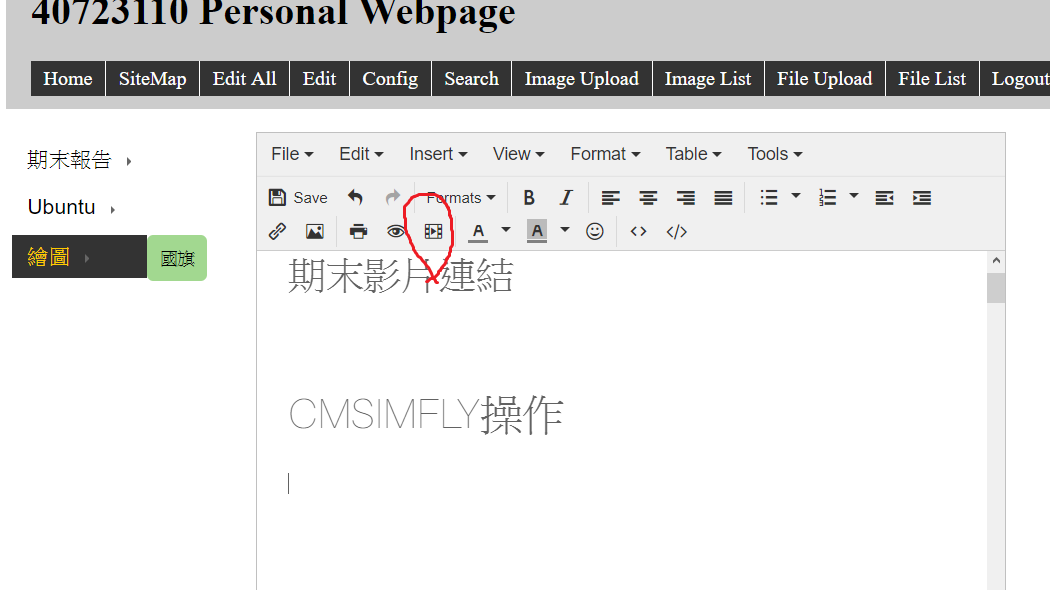 40723110 Personal Webpage
Home SiteMap Edit All Edit Config Search Image Upload Image List File Upload File List Logout
期末報告
Ubuntu
繪圖 國旗
File Edit Insert View Format Table Tools
Save Formats B I
A A
期末影片連結
CMSIMFLY操作